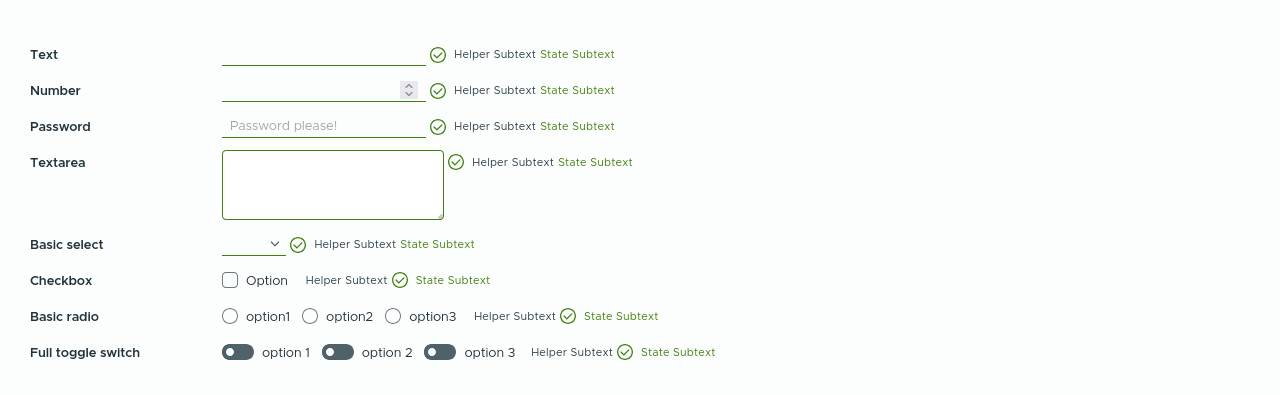 Text Helper Subtext State Subtext
Number Helper Subtext State Subtext
Password Password please! Helper Subtext State Subtext
Textarea Helper Subtext State Subtext
Basic select Helper Subtext State Subtext
Checkbox Option Helper Subtext State Subtext
Basic radio option1 option2 option3 Helper Subtext State Subtext
Full toggle switch option 1 option 2 option 3 Helper Subtext State Subtext